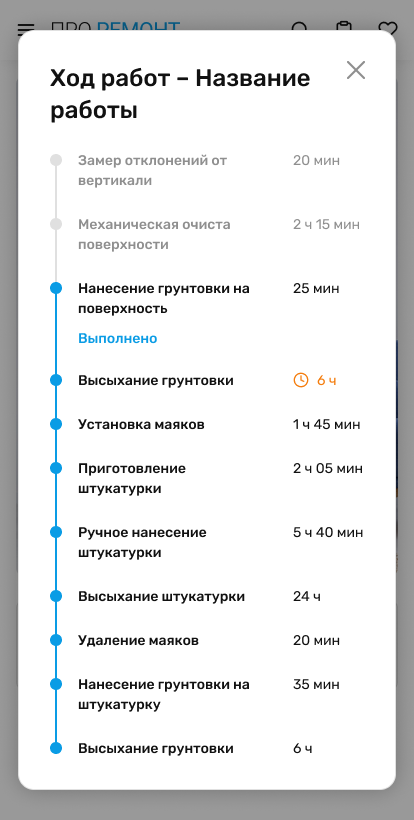 ПРО РЕМОНТ
Ход работ – Название
работы
Замер отклонений от
вертикали
20 мин
Механическая очиста
поверхности
2 ч 15 мин
Нанесение грунтовки на
поверхность
25 мин
Выполнено
Высыхание грунтовки
6 ч
Установка маяков
1 ч 45 мин
Приготовление
штукатурки
2 ч 05 мин
Ручное нанесение
штукатурки
5 ч 40 мин
Высыхание штукатурки
24 ч
Удаление маяков
20 мин
Нанесение грунтовки на
штукатурку
35 мин
Высыхание грунтовки
6 ч